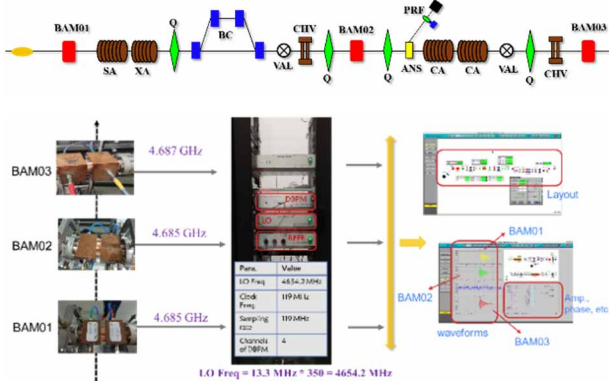 PRF
BAM01
BC
BAM02
BAM03
Q
CHV
SA
XA
VAL
Q
Q
ANS
CA
CA
VAL
Q
CHV
BAM03
4.687 GHz
DBPM
LO
RFFE
Layout
BAM02
4.685 GHz
BAM01
Para.
Value
LO Freq
4654.2 MHz
Clock Freq.
119 MHz
Sampling rate
119 MHz
Channels of DBPM
4
BAM02
Amp., phase, etc
BAM01
4.685 GHz
waveforms
BAM03
LO Freq = 13.3 MHz * 350 = 4654.2 MHz